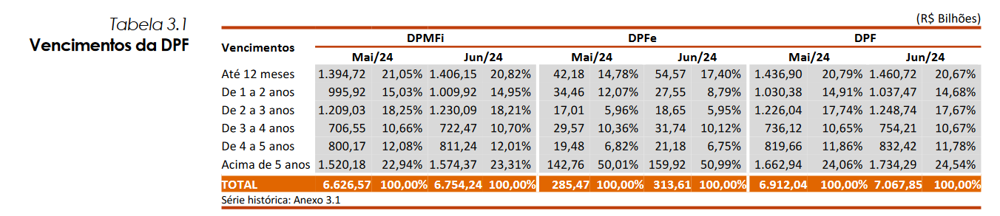 Tabela 3.1
Vencimentos da DPF
(R$ Bilhões)
Vencimentos DPMFi DPFe DPF
Mai/24 Jun/24 Mai/24 Jun/24 Mai/24 Jun/24
Até 12 meses 1.394,72 21,05% 1.406,15 20,82% 42,18 14,78% 54,57 17,40% 1.436,90 20,79% 1.460,72 20,67%
De 1 a 2 anos 995,92 15,03% 1.009,92 14,95% 34,46 12,07% 27,55 8,79% 1.030,38 14,91% 1.037,47 14,68%
De 2 a 3 anos 1.209,03 18,25% 1.230,09 18,21% 17,01 5,96% 18,65 5,95% 1.226,04 17,74% 1.248,74 17,67%
De 3 a 4 anos 706,55 10,66% 722,47 10,70% 29,57 10,36% 31,74 10,12% 736,12 10,65% 754,21 10,67%
De 4 a 5 anos 800,17 12,08% 811,24 12,01% 19,48 6,82% 21,18 6,75% 819,66 11,86% 832,42 11,78%
Acima de 5 anos 1.520,18 22,94% 1.574,37 23,31% 142,76 50,01% 159,92 50,99% 1.662,94 24,06% 1.734,29 24,54%
TOTAL 6.626,57 100,00% 6.754,24 100,00% 285,47 100,00% 313,61 100,00% 6.912,04 100,00% 7.067,85 100,00%
Série histórica: Anexo 3.1